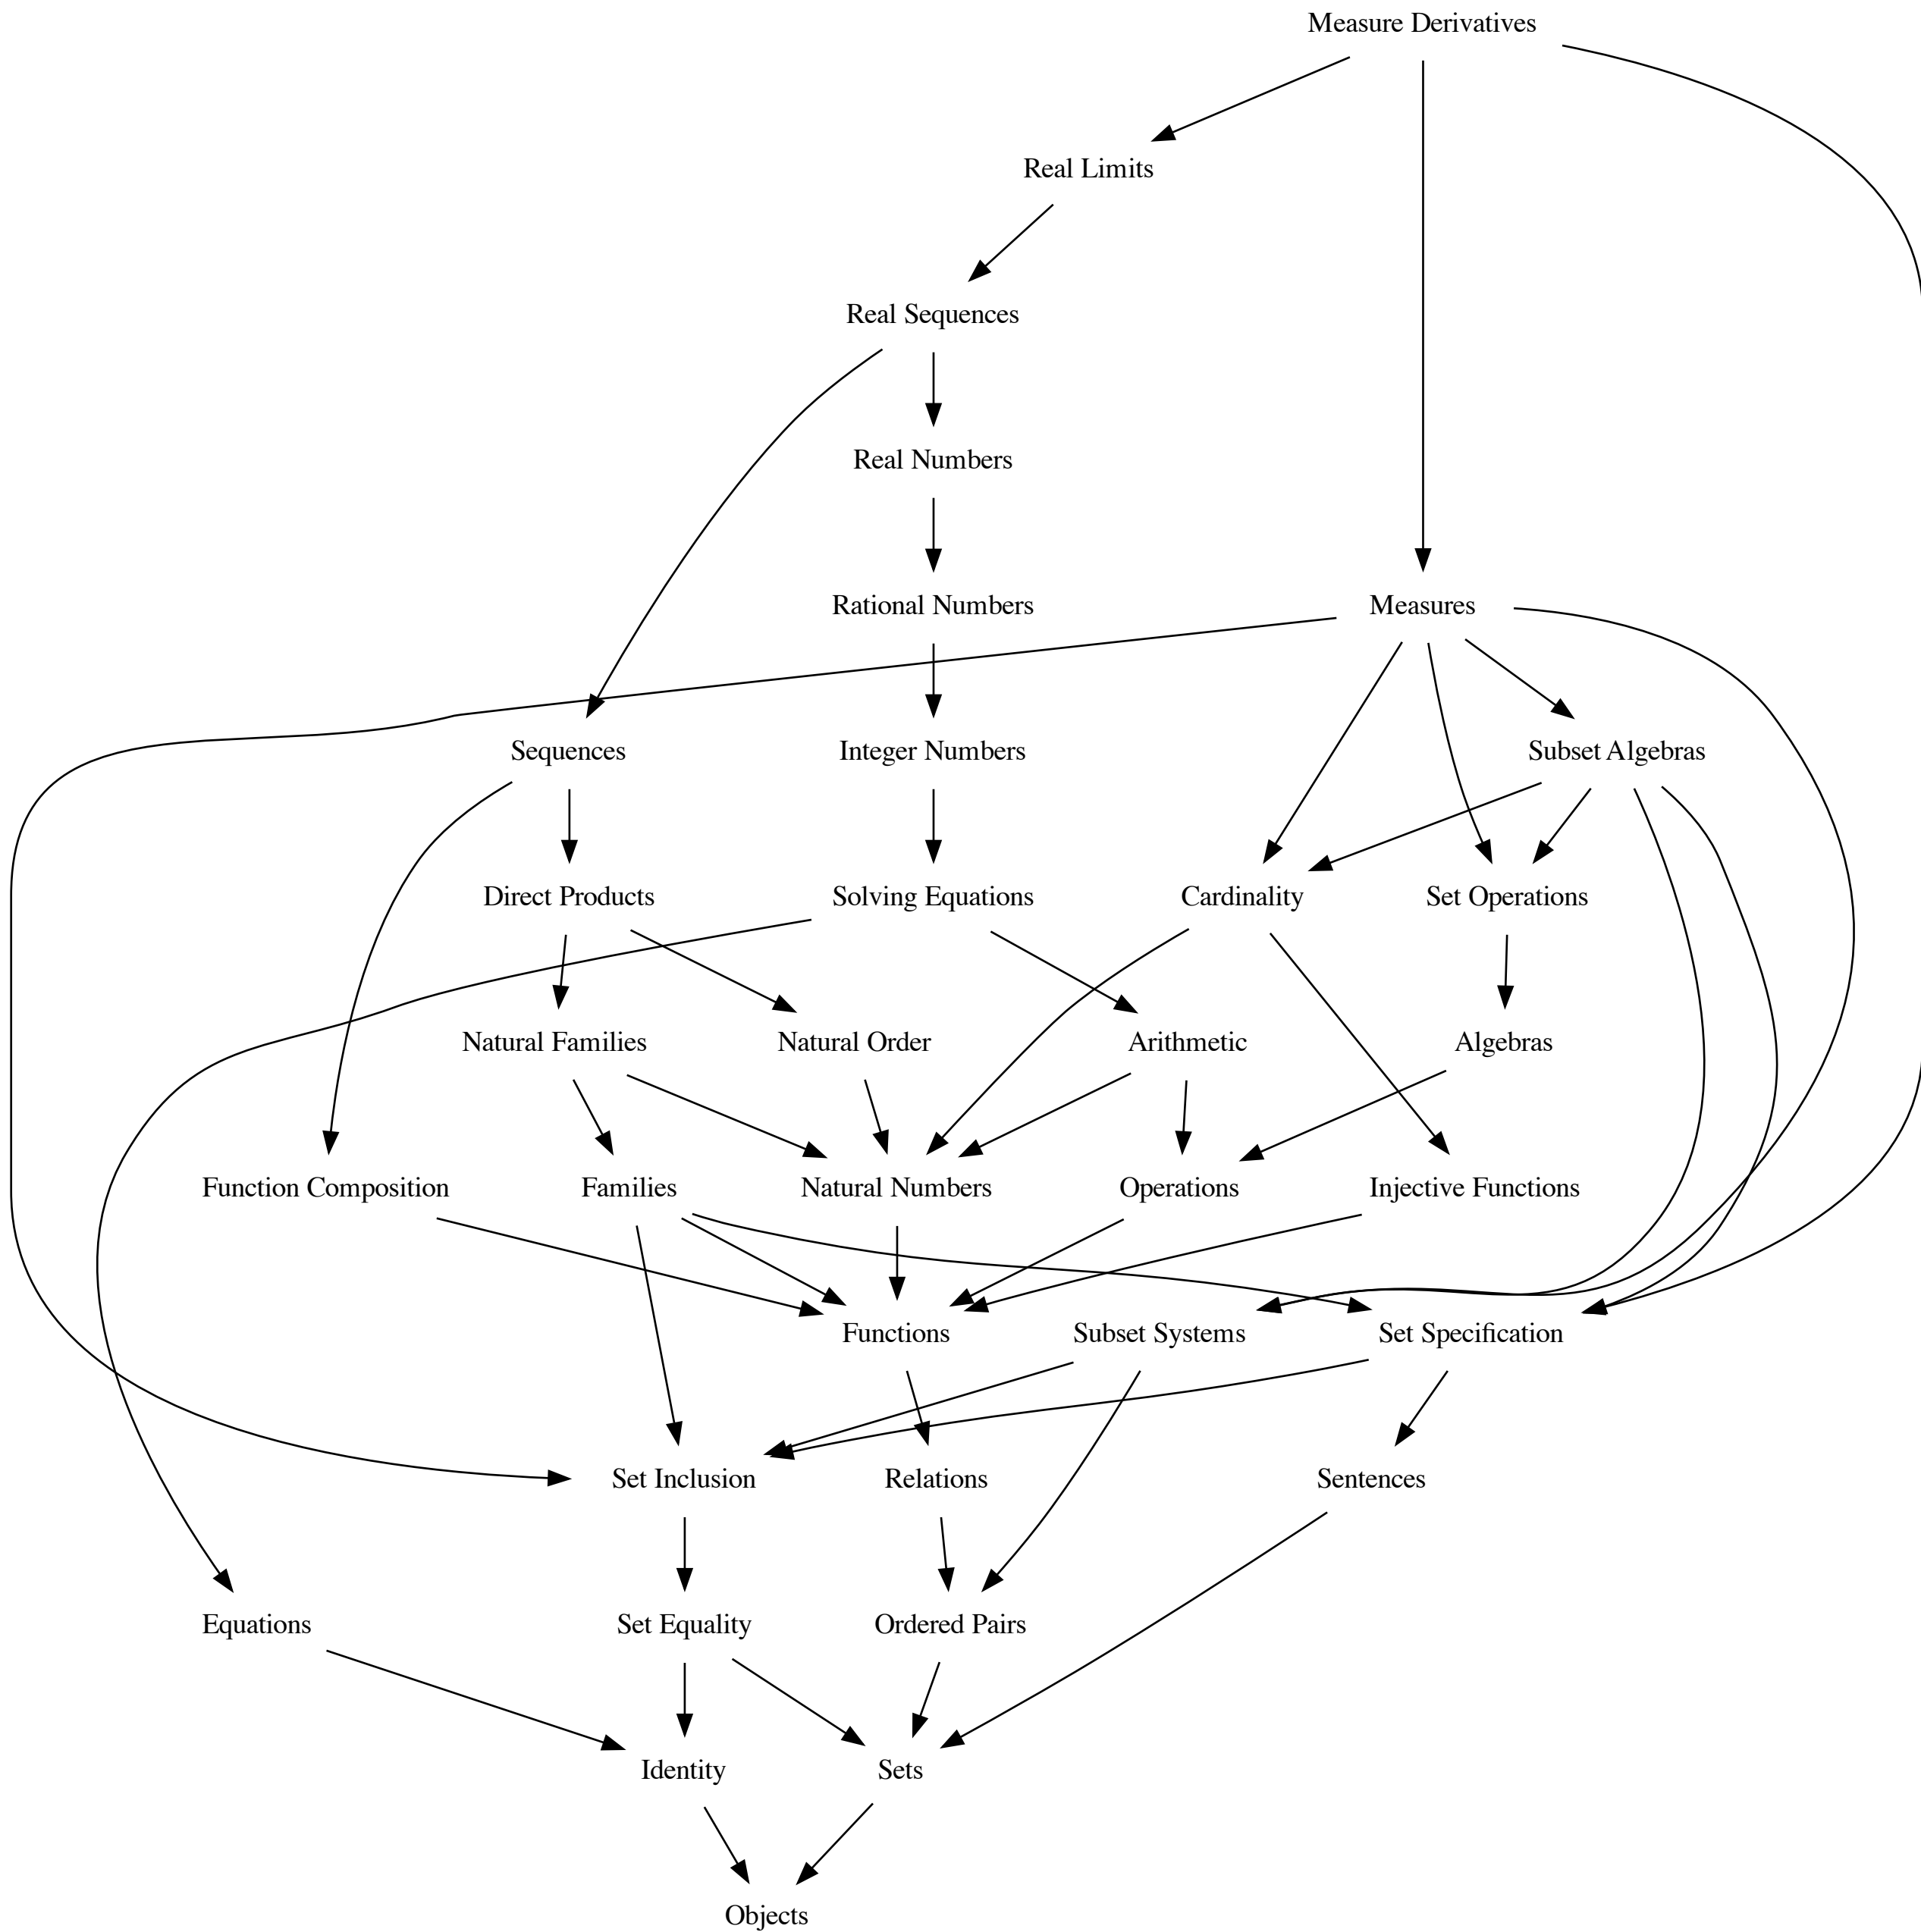 Measure Derivatives
Real Limits
Real Sequences
Real Numbers
Rational Numbers
Measures
Sequences
Integer Numbers
Subset Algebras
Direct Products
Solving Equations
Cardinality
Set Operations
Natural Families
Natural Order
Arithmetic
Algebras
Function Composition
Families
Natural Numbers
Operations
Injective Functions
Functions
Subset Systems
Set Specification
Set Inclusion
Relations
Sentences
Equations
Set Equality
Ordered Pairs
Identity
Sets
Objects